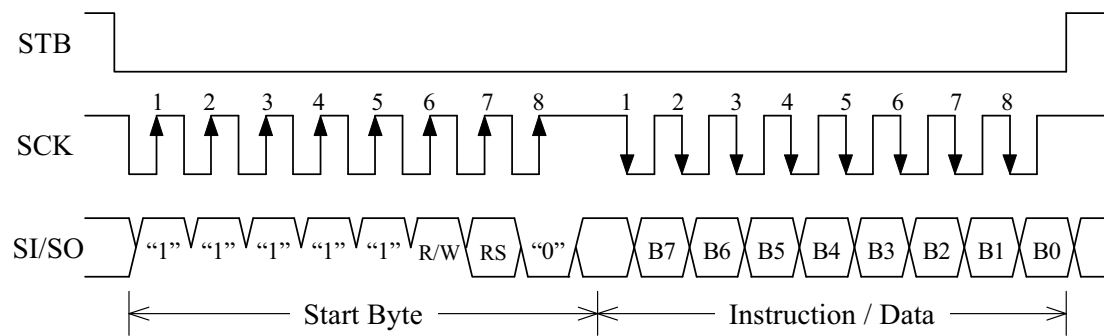 STB
1 2 3 4 5 6 7 8 1 2 3 4 5 6 7 8
SCK
SI/SO “1” “1” “1” “1” “1” R/W RS “0” B7 B6 B5 B4 B3 B2 B1 B0
Start Byte Instruction / Data